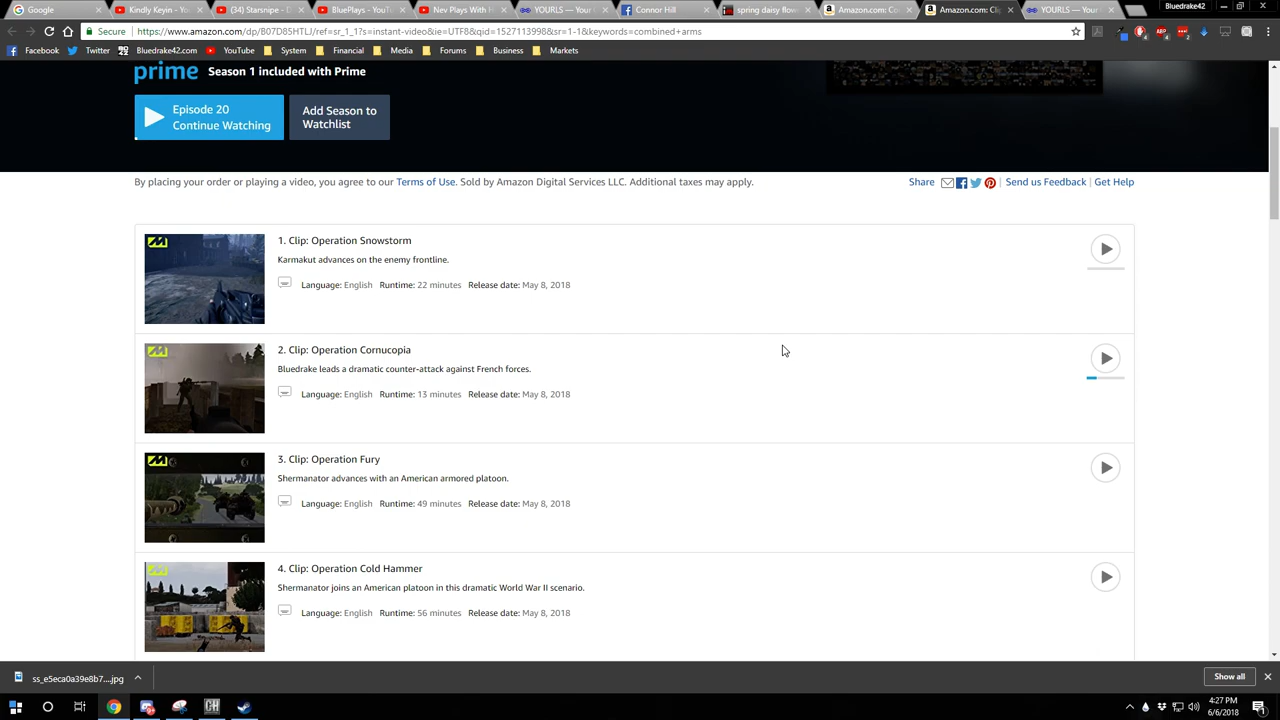 Google
Kindly Keyin - Yo
(34) Starsnipe - D
BluePlays - YouTu
Nev Plays With H
YOURLS — Your O
Connor Hill
spring daisy flow
Amazon.com: Co
Amazon.com: Cli
YOURLS — Your
Bluedrake42
Secure
https://www.amazon.com/dp/B07D85HTLJ/ref=sr_1_1?s=instant-video&ie=UTF8&qid=1527113998&sr=1-1&keywords=combined+arms
Facebook
Twitter
Bluedrake42.com
YouTube
System
Financial
Media
Forums
Business
Markets
prime Season 1 included with Prime
Episode 20
Continue Watching
Add Season to
Watchlist
By placing your order or playing a video, you agree to our Terms of Use. Sold by Amazon Digital Services LLC. Additional taxes may apply.
Share
Send us Feedback
Get Help
1. Clip: Operation Snowstorm
Karmakut advances on the enemy frontline.
Language: English Runtime: 22 minutes Release date: May 8, 2018
2. Clip: Operation Cornucopia
Bluedrake leads a dramatic counter-attack against French forces.
Language: English Runtime: 13 minutes Release date: May 8, 2018
3. Clip: Operation Fury
Shermanator advances with an American armored platoon.
Language: English Runtime: 49 minutes Release date: May 8, 2018
4. Clip: Operation Cold Hammer
Shermanator joins an American platoon in this dramatic World War II scenario.
Language: English Runtime: 56 minutes Release date: May 8, 2018
ss_e5eca0a39e8b7....jpg
Show all
4:27 PM
6/6/2018